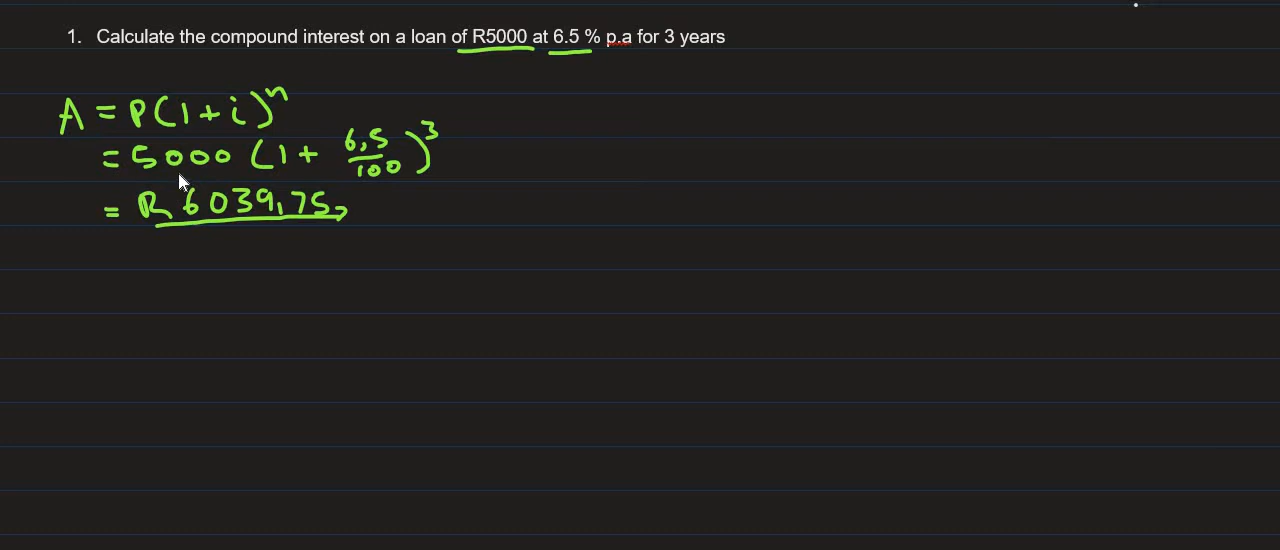 1. Calculate the compound interest on a loan of R5000 at 6.5 % p.a for 3 years
A = P(1 + i)^n
= 5000 (1 + 6,5/100)^3
= R 6039,75